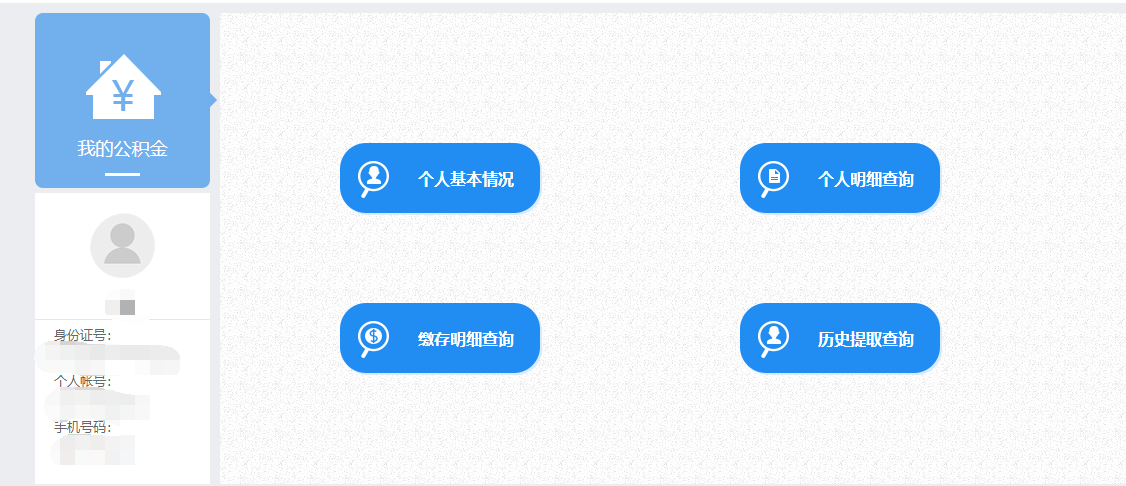 ¥
我的公积金
身份证号:
个人帐号:
手机号码:
个人基本情况
个人明细查询
$
缴存明细查询
历史提取查询